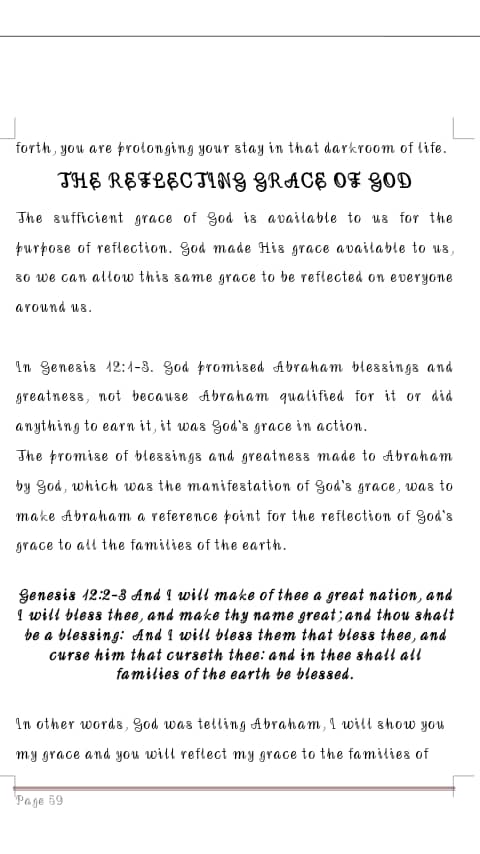 forth, you are prolonging your stay in that darkroom of life.
THE REFLECTING GRACE OF GOD
The sufficient grace of God is available to us for the
purpose of reflection. God made His grace available to us,
so we can allow this same grace to be reflected on everyone
around us.
In Genesis 12:1-3. God promised Abraham blessings and
greatness, not because Abraham qualified for it or did
anything to earn it, it was God's grace in action.
The promise of blessings and greatness made to Abraham
by God, which was the manifestation of God's grace, was to
make Abraham a reference point for the reflection of God's
grace to all the families of the earth.
Genesis 12:2-3 And I will make of thee a great nation, and
I will bless thee, and make thy name great; and thou shalt
be a blessing: And I will bless them that bless thee, and
curse him that curseth thee: and in thee shall all
families of the earth be blessed.
In other words, God was telling Abraham, I will show you
my grace and you will reflect my grace to the families of
Page 59